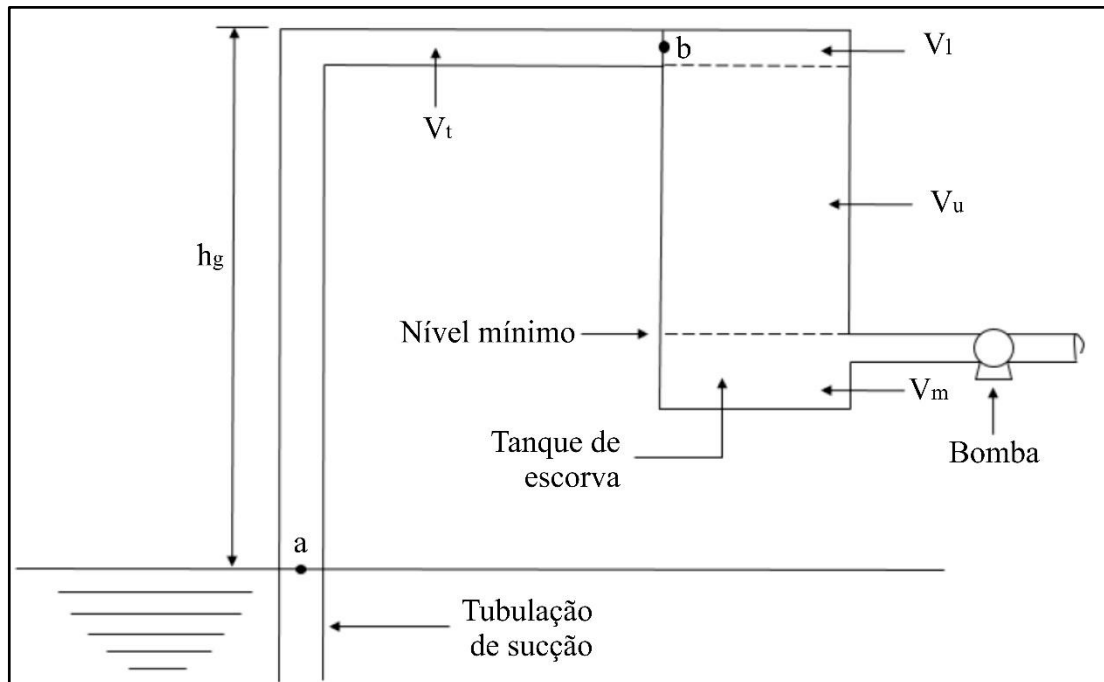 b
V_l
V_t
V_u
h_g
Nível mínimo
V_m
Tanque de
escorva
Bomba
a
Tubulação
de sucção